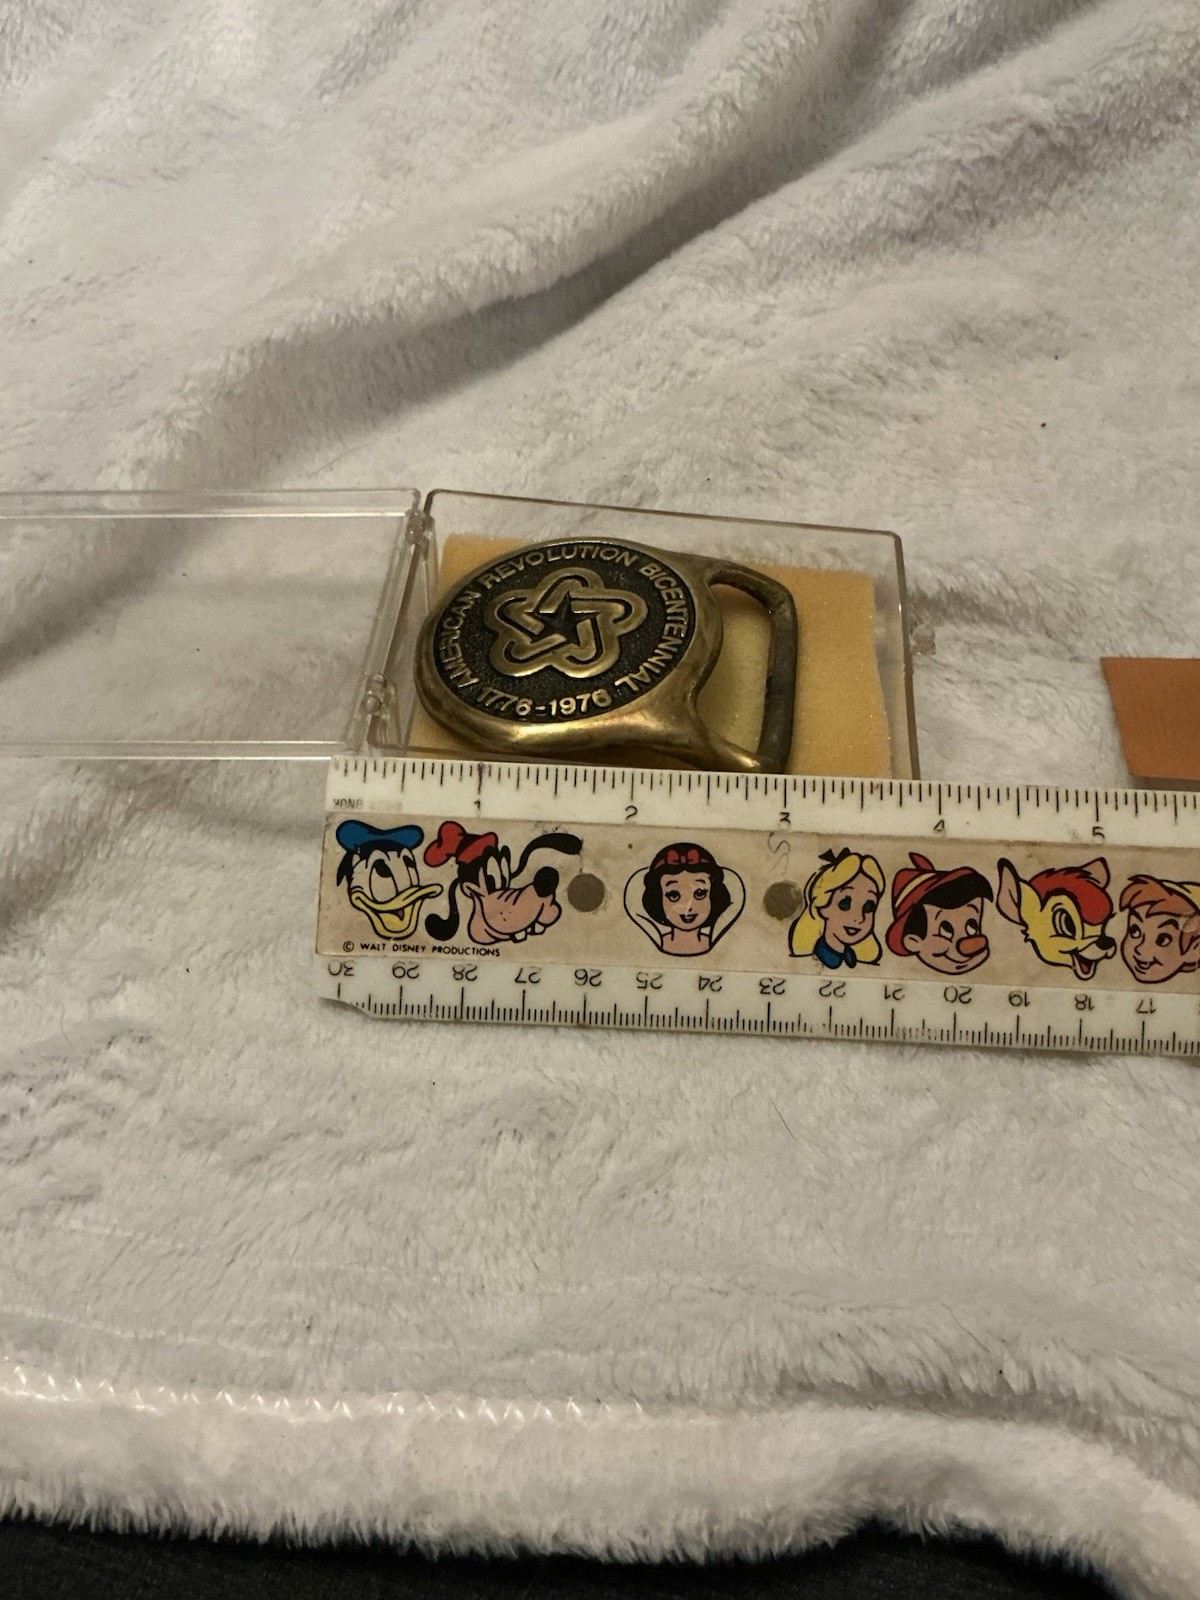 AMERICAN REVOLUTION BICENTENNIAL
1776-1976
1 2 3 4 5
© WALT DISNEY PRODUCTIONS
30 29 28 27 26 25 24 23 22 21 20 19 18 17